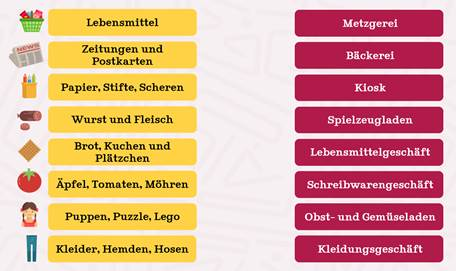 Lebensmittel
Metzgerei
NEWS
Zeitungen und
Postkarten
Bäckerei
Papier, Stifte, Scheren
Kiosk
Wurst und Fleisch
Spielzeugladen
Brot, Kuchen und
Plätzchen
Lebensmittelgeschäft
Äpfel, Tomaten, Möhren
Schreibwarengeschäft
Puppen, Puzzle, Lego
Obst- und Gemüseladen
Kleider, Hemden, Hosen
Kleidungsgeschäft